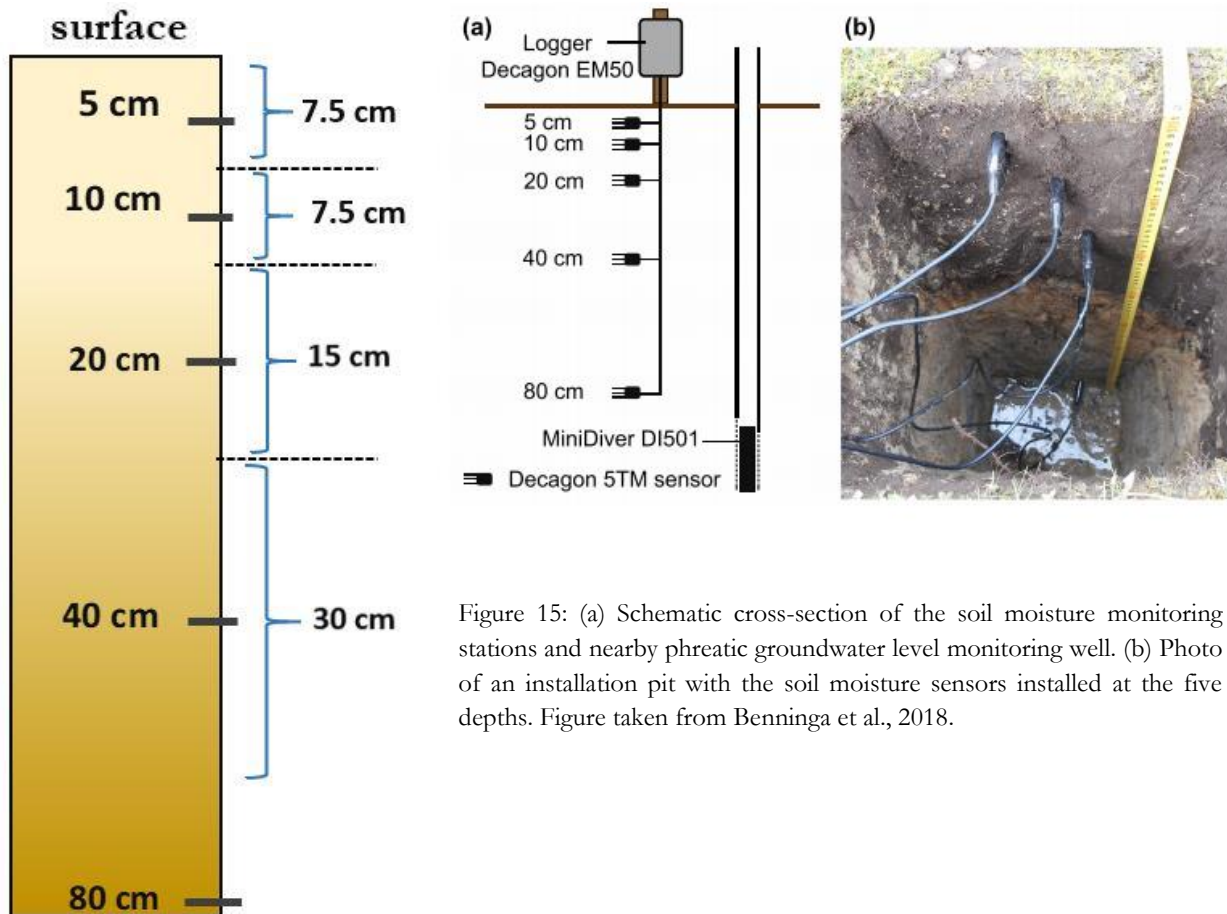 surface
5 cm
7.5 cm
10 cm
7.5 cm
20 cm
15 cm
40 cm
30 cm
80 cm
(a)
Logger
Decagon EM50
5 cm
10 cm
20 cm
40 cm
80 cm
MiniDiver DI501
Decagon 5TM sensor
(b)
Figure 15: (a) Schematic cross-section of the soil moisture monitoring
stations and nearby phreatic groundwater level monitoring well. (b) Photo
of an installation pit with the soil moisture sensors installed at the five
depths. Figure taken from Benninga et al., 2018.